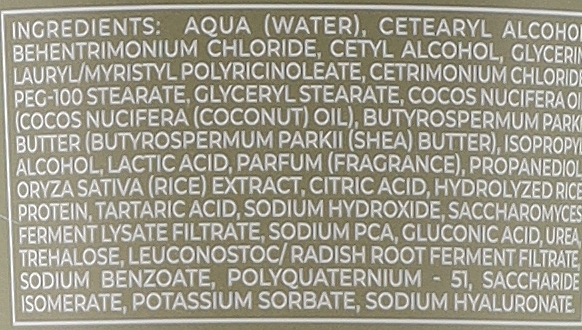 INGREDIENTS: AQUA (WATER), CETEARYL ALCOHO
BEHENTRIMONIUM CHLORIDE, CETYL ALCOHOL, GLYCERIN
LAURYL/MYRISTYL POLYRICINOLEATE, CETRIMONIUM CHLORID
PEG-100 STEARATE, GLYCERYL STEARATE, COCOS NUCIFERA O
(COCOS NUCIFERA (COCONUT) OIL), BUTYROSPERMUM PARK
BUTTER (BUTYROSPERMUM PARKII (SHEA) BUTTER), ISOPROPYL
ALCOHOL, LACTIC ACID, PARFUM (FRAGRANCE), PROPANEDIOL
ORYZA SATIVA (RICE) EXTRACT, CITRIC ACID, HYDROLYZED RICE
PROTEIN, TARTARIC ACID, SODIUM HYDROXIDE, SACCHAROMYCES
FERMENT LYSATE FILTRATE, SODIUM PCA, GLUCONIC ACID, UREA
TREHALOSE, LEUCONOSTOC/ RADISH ROOT FERMENT FILTRATE
SODIUM BENZOATE, POLYQUATERNIUM - 51, SACCHARIDE
ISOMERATE, POTASSIUM SORBATE, SODIUM HYALURONATE